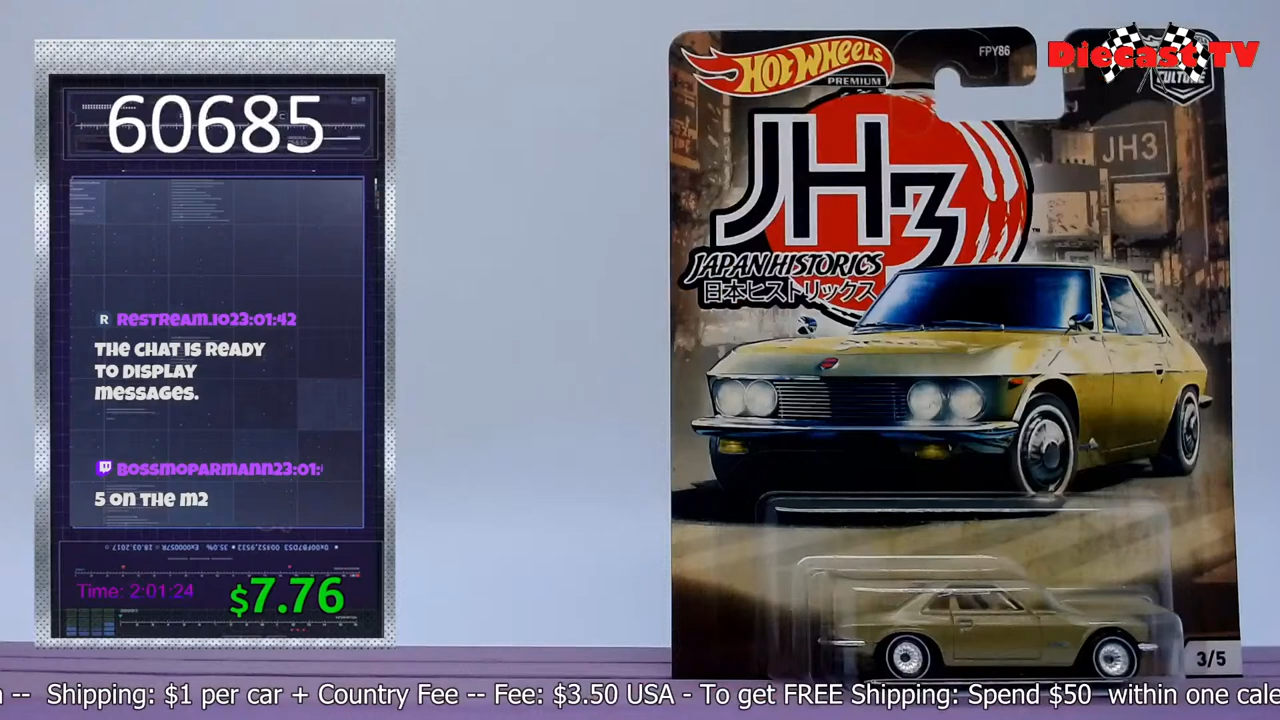 60685
R Restream.io23:01:42
The chat is ready
to display
messages.
Bossmoparmann23:01:
5 on the m2
Time: 2:01:24
$7.76
HOT WHEELS
PREMIUM
FPY86
Diecast TV
CULTURE
JH3
JH3
™
JAPAN HISTORICS
日本ヒストリックス
3/5
-- Shipping: $1 per car + Country Fee -- Fee: $3.50 USA - To get FREE Shipping: Spend $50 within one cale